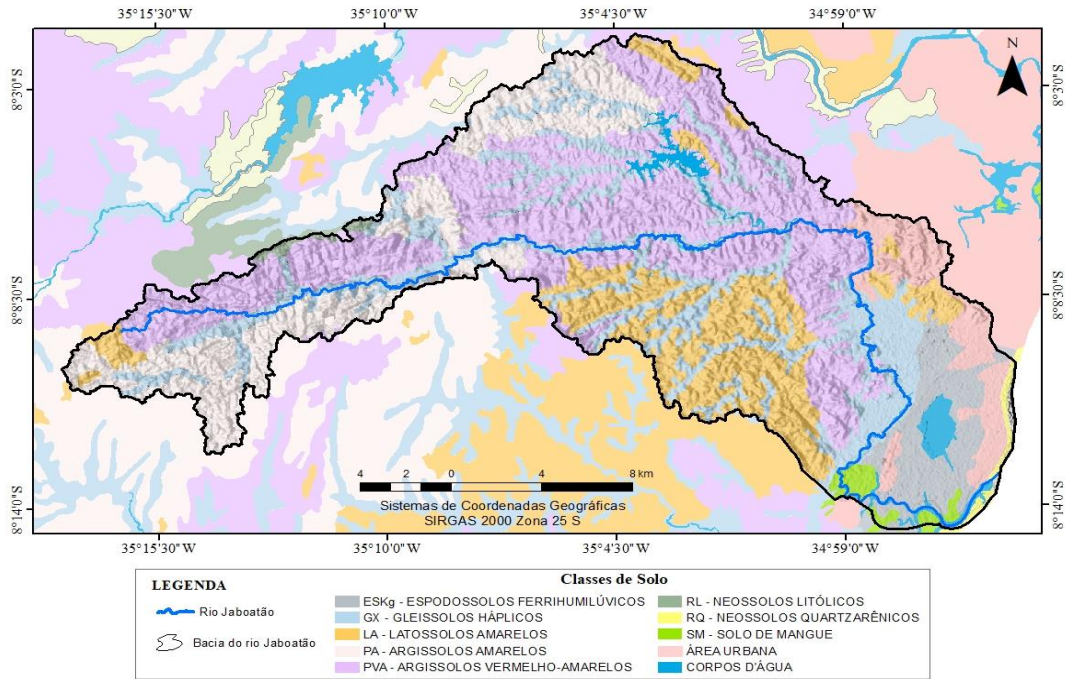 35°15'30"W 35°10'0"W 35°4'30"W 34°59'0"W
N
8°3'0"S 8°3'0"S
8°8'30"S 8°8'30"S
8°14'0"S 8°14'0"S
4 2 0 4 8 km
Sistemas de Coordenadas Geográficas
SIRGAS 2000 Zona 25 S
35°15'30"W 35°10'0"W 35°4'30"W 34°59'0"W
LEGENDA
Rio Jaboatão
Bacia do rio Jaboatão
Classes de Solo
ESKg - ESPODOSSOLOS FERRIHUMILÚVICOS
GX - GLEISSOLOS HÁPLICOS
LA - LATOSSOLOS AMARELOS
PA - ARGISSOLOS AMARELOS
PVA - ARGISSOLOS VERMELHO-AMARELOS
RL - NEOSSOLOS LITÓLICOS
RQ - NEOSSOLOS QUARTZARÊNICOS
SM - SOLO DE MANGUE
ÁREA URBANA
CORPOS D'ÁGUA